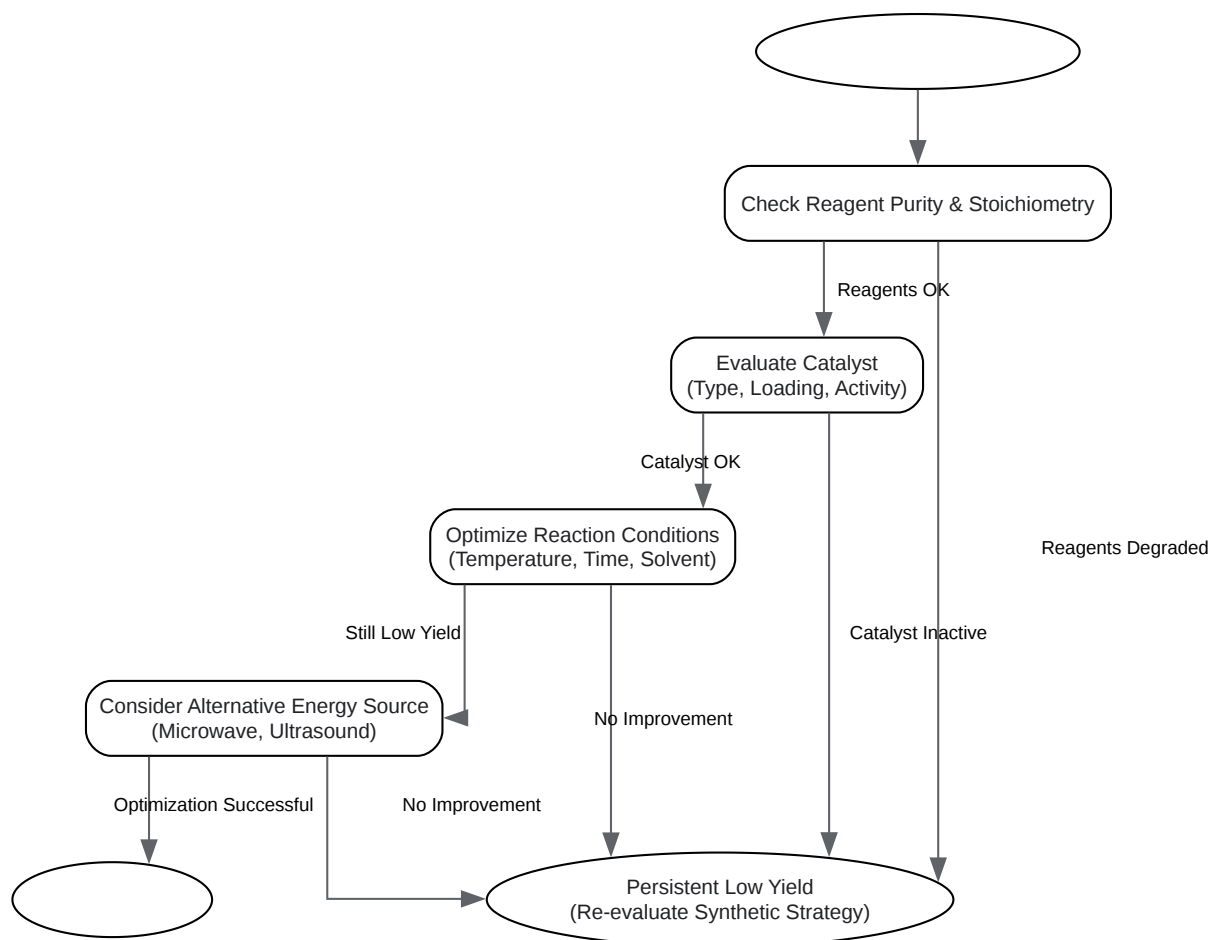 Check Reagent Purity & Stoichiometry
Reagents OK
Evaluate Catalyst
(Type, Loading, Activity)
Catalyst OK
Optimize Reaction Conditions
(Temperature, Time, Solvent)
Reagents Degraded
Still Low Yield
Catalyst Inactive
Consider Alternative Energy Source
(Microwave, Ultrasound)
No Improvement
Optimization Successful
No Improvement
Persistent Low Yield
(Re-evaluate Synthetic Strategy)